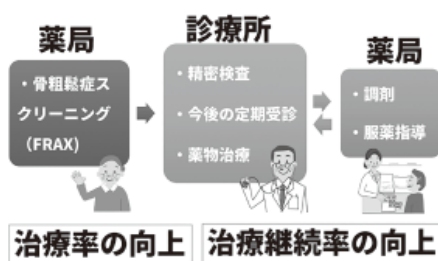 薬局
・骨粗鬆症ス
クリーニング
（FRAX)
診療所
・精密検査
・今後の定期受診
・薬物治療
薬局
・調剤
・服薬指導
治療率の向上
治療継続率の向上